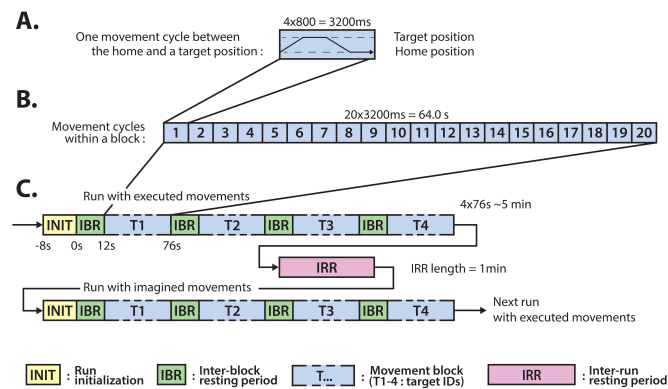 A.
4x800 = 3200ms
One movement cycle between
the home and a target position :
Target position
Home position
B.
20x3200ms = 64.0 s
Movement cycles
within a block :
1 2 3 4 5 6 7 8 9 10 11 12 13 14 15 16 17 18 19 20
C.
Run with executed movements
4x76s ~5 min
INIT IBR T1 IBR T2 IBR T3 IBR T4
-8s 0s 12s 76s
IRR
IRR length = 1min
Run with imagined movements
INIT IBR T1 IBR T2 IBR T3 IBR T4
Next run
with executed movements
INIT : Run
initialization
IBR : Inter-block
resting period
T... : Movement block
(T1-4 : target IDs)
IRR : Inter-run
resting period